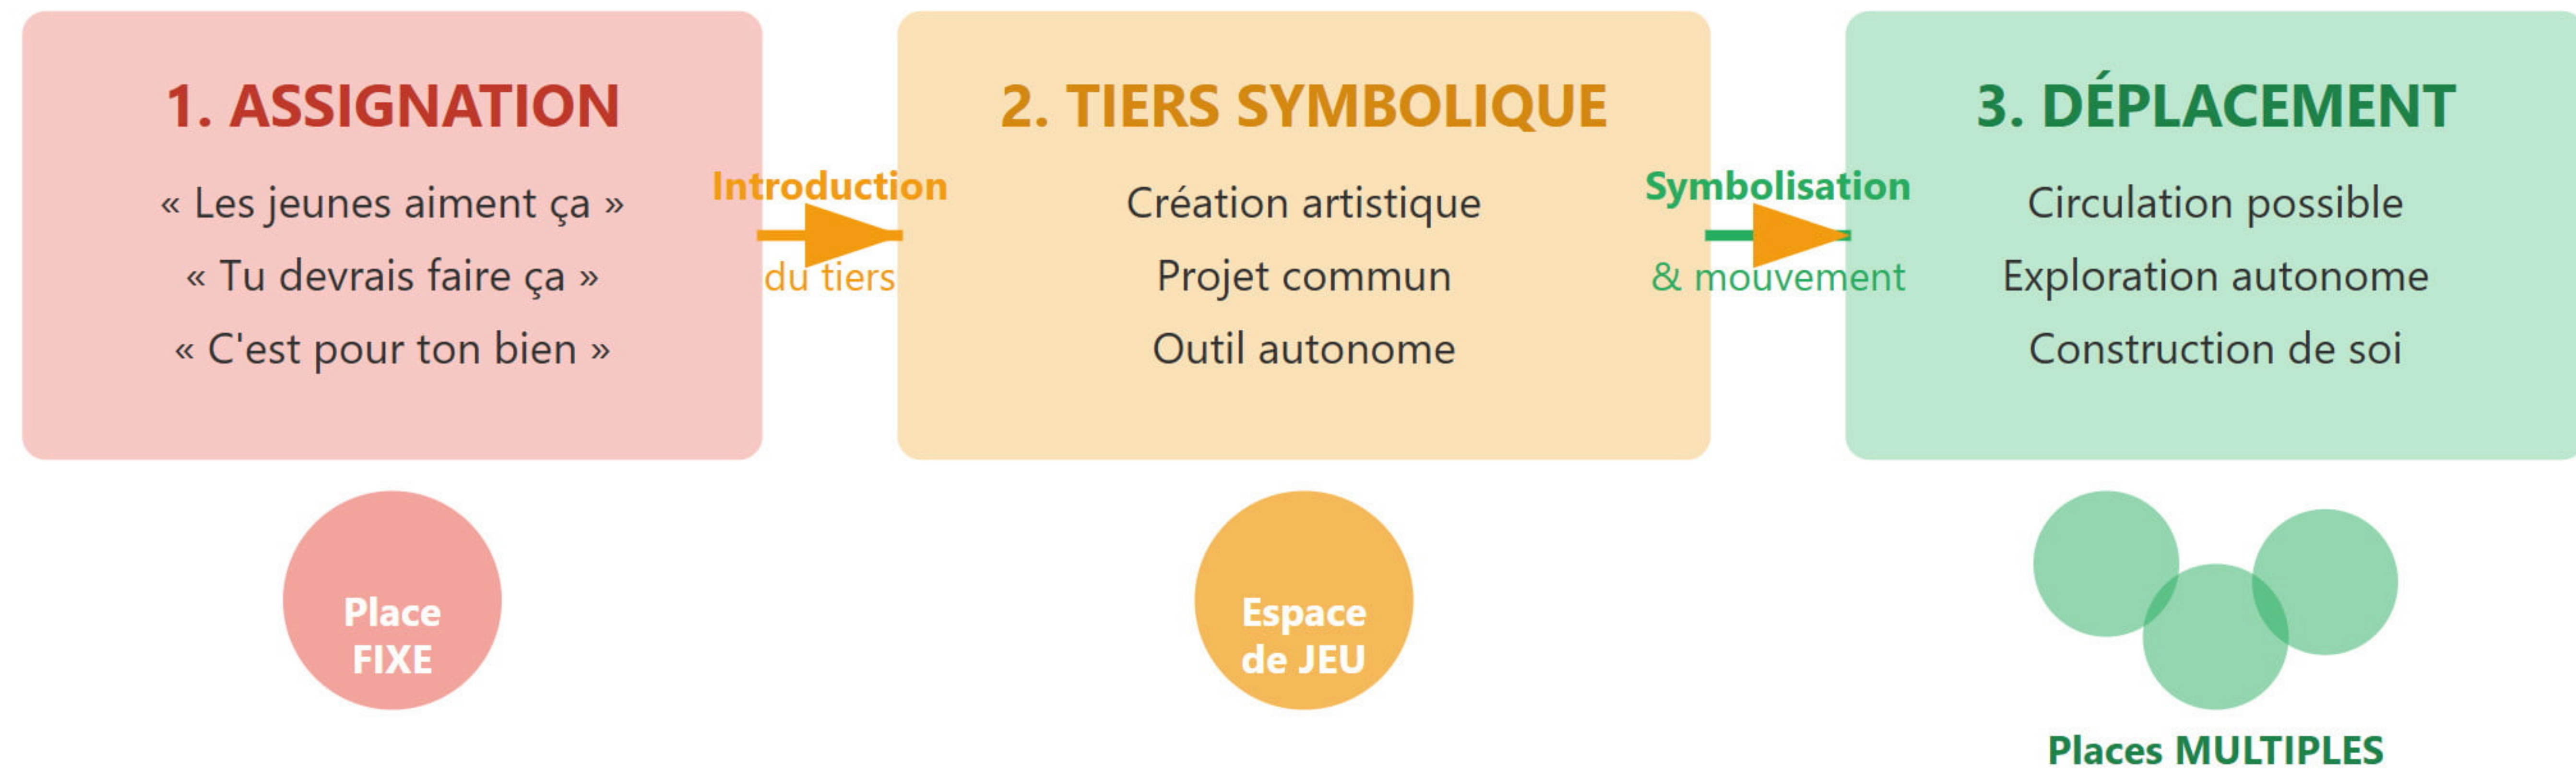 1. ASSIGNATION
« Les jeunes aiment ça »
« Tu devrais faire ça »
« C'est pour ton bien »
Place
FIXE
Introduction
du tiers
2. TIERS SYMBOLIQUE
Création artistique
Projet commun
Outil autonome
Espace
de JEU
Symbolisation
& mouvement
3. DÉPLACEMENT
Circulation possible
Exploration autonome
Construction de soi
Places MULTIPLES